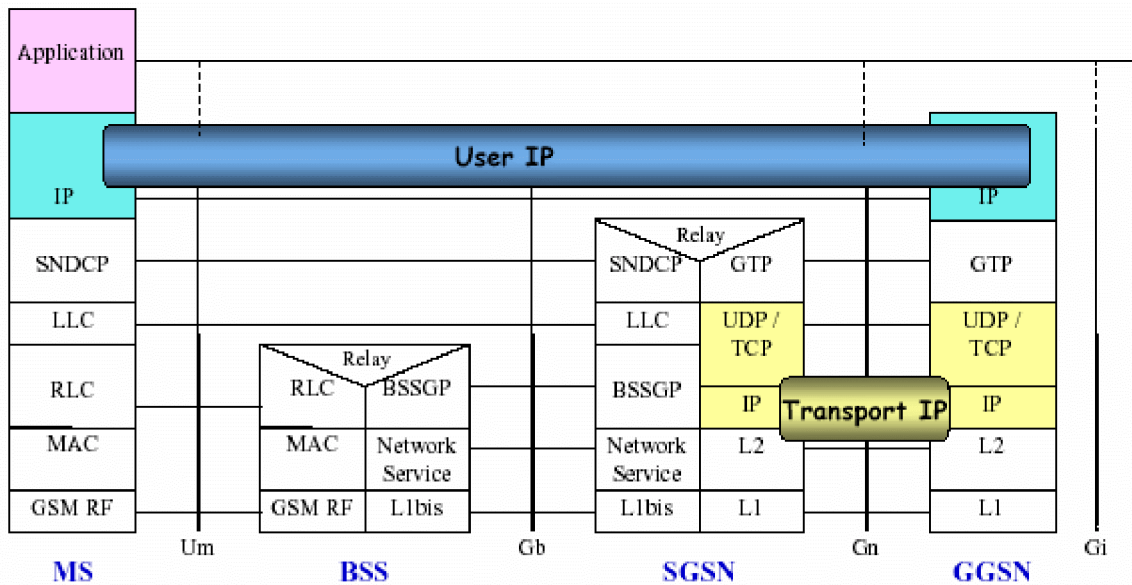 Application
User IP
IP
IP
Relay
SNDCP
SNDCP
GTP
GTP
LLC
LLC
UDP /
TCP
UDP /
TCP
Relay
RLC
RLC
BSSGP
BSSGP
IP
Transport IP
IP
MAC
MAC
Network
Service
Network
Service
L2
L2
GSM RF
GSM RF
L1bis
L1bis
L1
L1
Um
Gb
Gn
Gi
MS
BSS
SGSN
GGSN